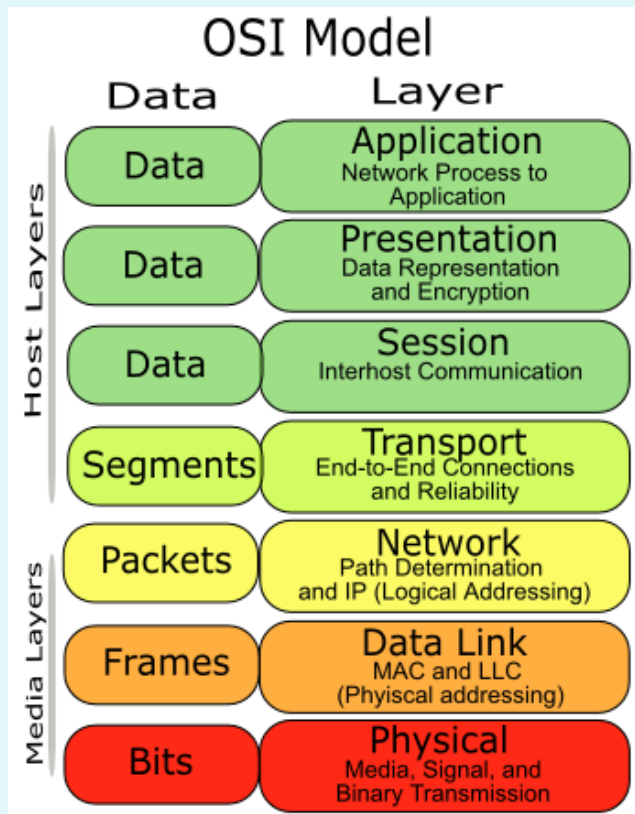 OSI Model
Data
Layer
Host Layers
Data
Application
Network Process to
Application
Data
Presentation
Data Representation
and Encryption
Data
Session
Interhost Communication
Segments
Transport
End-to-End Connections
and Reliability
Media Layers
Packets
Network
Path Determination
and IP (Logical Addressing)
Frames
Data Link
MAC and LLC
(Phyiscal addressing)
Bits
Physical
Media, Signal, and
Binary Transmission